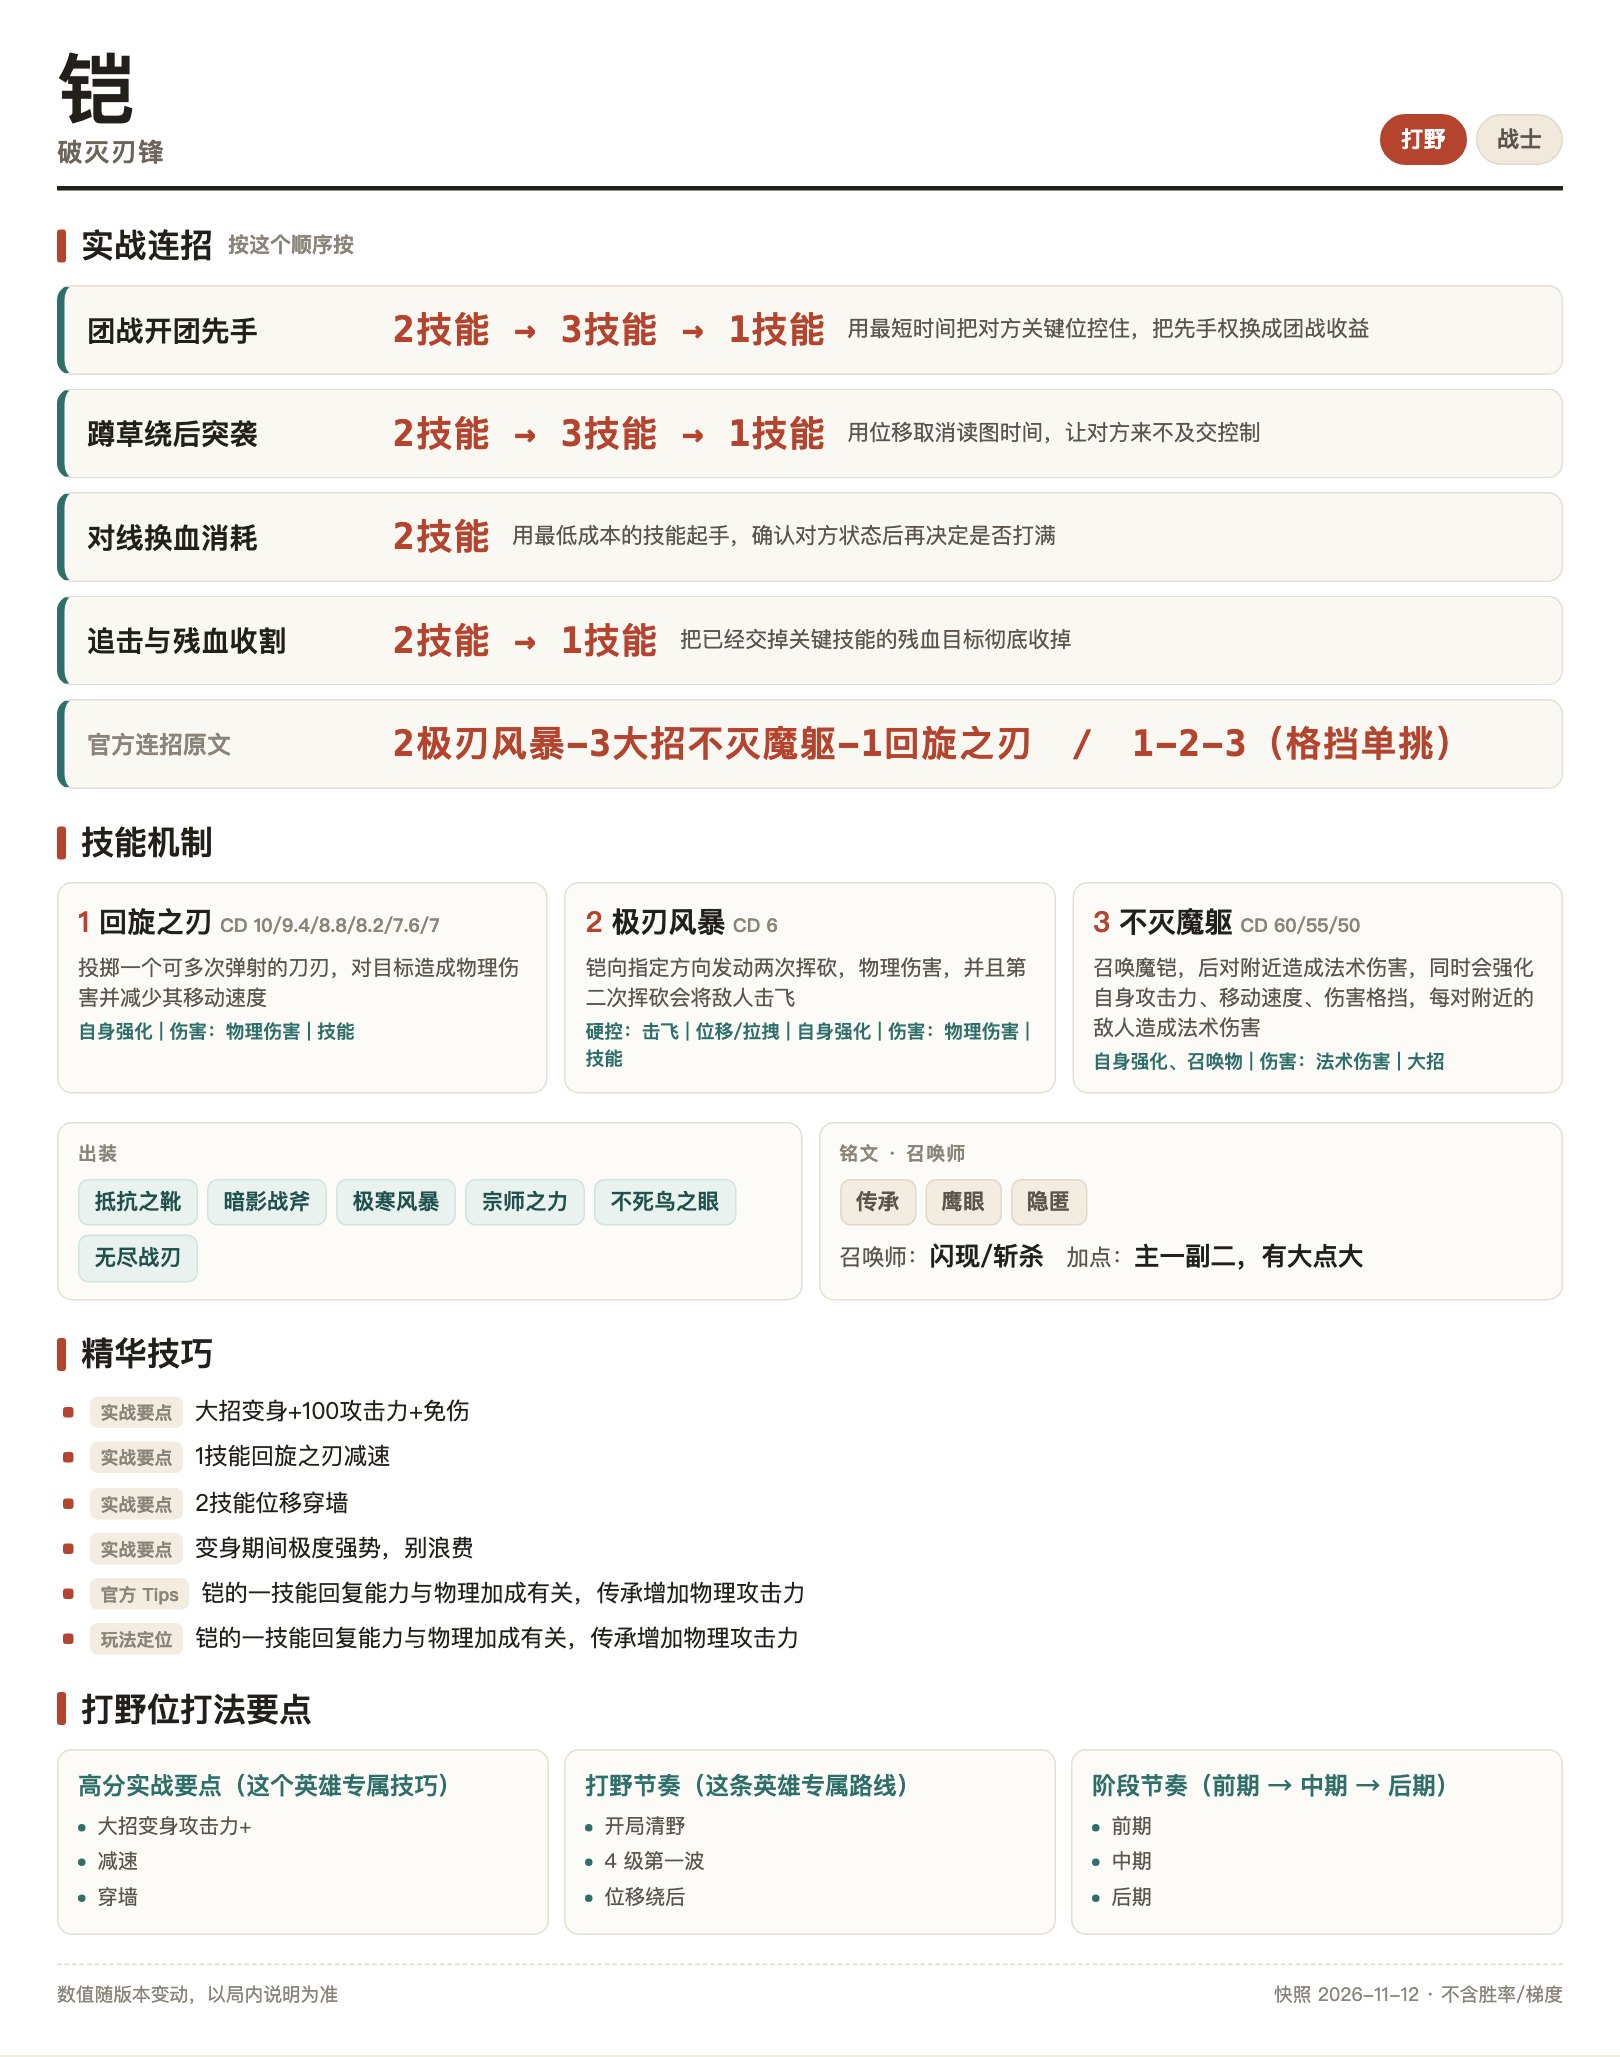 铠
破灭刃锋
打野 战士
实战连招 按这个顺序按
团战开团先手 2技能 → 3技能 → 1技能 用最短时间把对方关键位控住，把先手权换成团战收益
蹲草绕后突袭 2技能 → 3技能 → 1技能 用位移取消读图时间，让对方来不及交控制
对线换血消耗 2技能 用最低成本的技能起手，确认对方状态后再决定是否打满
追击与残血收割 2技能 → 1技能 把已经交掉关键技能的残血目标彻底收掉
官方连招原文 2极刃风暴–3大招不灭魔躯–1回旋之刃 / 1–2–3（格挡单挑）
技能机制
1 回旋之刃 CD 10/9.4/8.8/8.2/7.6/7
投掷一个可多次弹射的刀刃，对目标造成物理伤
害并减少其移动速度
自身强化 | 伤害：物理伤害 | 技能
2 极刃风暴 CD 6
铠向指定方向发动两次挥砍，物理伤害，并且第
二次挥砍会将敌人击飞
硬控：击飞 | 位移/拉拽 | 自身强化 | 伤害：物理伤害 |
技能
3 不灭魔躯 CD 60/55/50
召唤魔铠，后对附近造成法术伤害，同时会强化
自身攻击力、移动速度、伤害格挡，每对附近的
敌人造成法术伤害
自身强化、召唤物 | 伤害：法术伤害 | 大招
出装
抵抗之靴 暗影战斧 极寒风暴 宗师之力 不死鸟之眼
无尽战刃
铭文 · 召唤师
传承 鹰眼 隐匿
召唤师：闪现/斩杀 加点：主一副二，有大点大
精华技巧
实战要点 大招变身+100攻击力+免伤
实战要点 1技能回旋之刃减速
实战要点 2技能位移穿墙
实战要点 变身期间极度强势，别浪费
官方 Tips 铠的一技能回复能力与物理加成有关，传承增加物理攻击力
玩法定位 铠的一技能回复能力与物理加成有关，传承增加物理攻击力
打野位打法要点
高分实战要点（这个英雄专属技巧）
大招变身攻击力+
减速
穿墙
打野节奏（这条英雄专属路线）
开局清野
4 级第一波
位移绕后
阶段节奏（前期 → 中期 → 后期）
前期
中期
后期
数值随版本变动，以局内说明为准
快照 2026–11–12 · 不含胜率/梯度